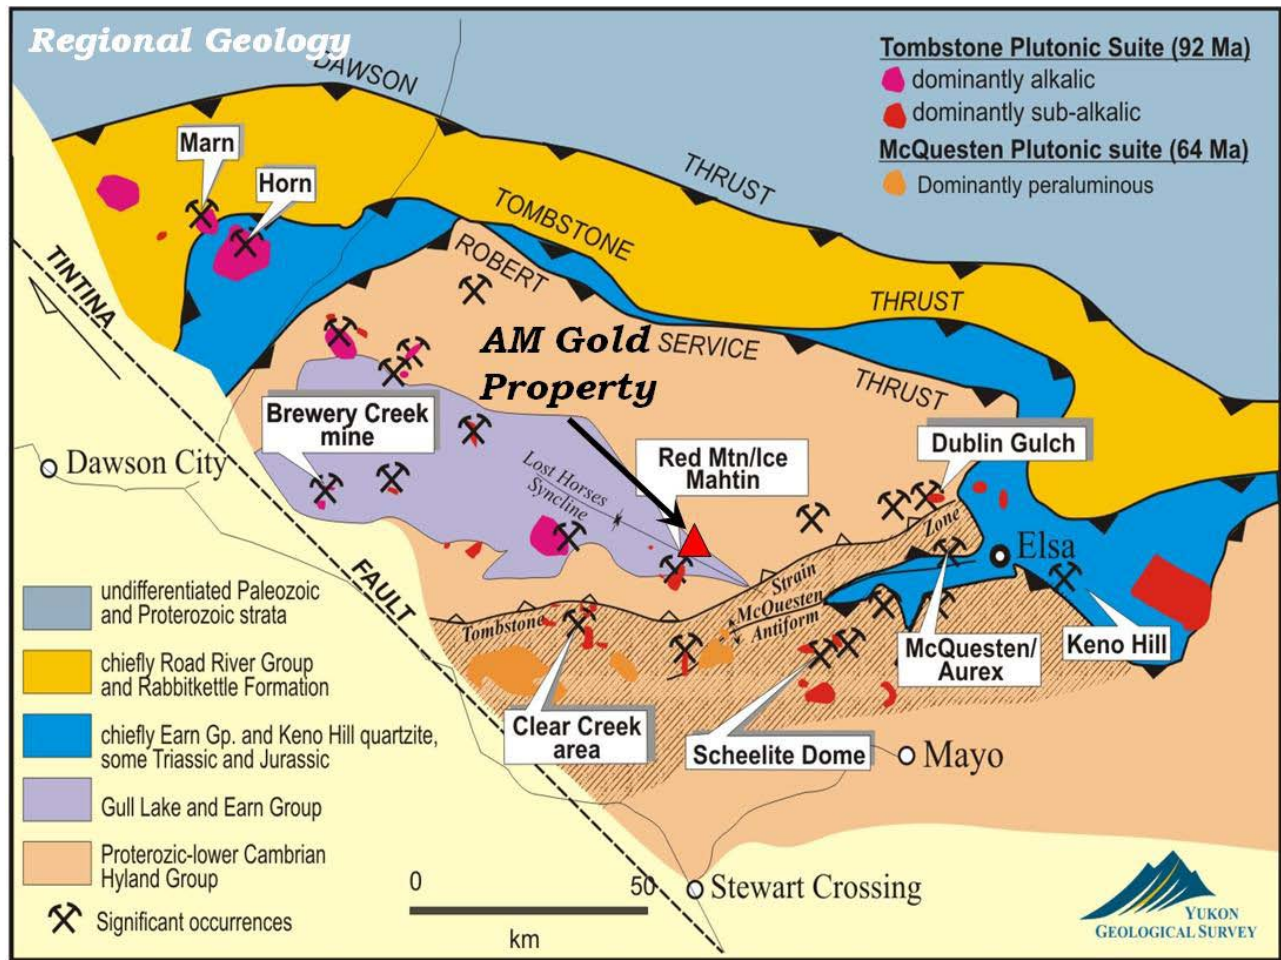 Regional Geology
Tombstone Plutonic Suite (92 Ma)
dominantly alkalic
dominantly sub-alkalic
McQuesten Plutonic suite (64 Ma)
Dominantly peraluminous
DAWSON
THRUST
Marn
Horn
TOMBSTONE
THRUST
ROBERT
SERVICE
THRUST
TINTINA
FAULT
AM Gold
Property
Brewery Creek
mine
Dawson City
Lost Horses
Syncline
Red Mtn/Ice
Mahtin
Dublin Gulch
Elsa
Tombstone
Strain
Zone
McQuesten
Antiform
McQuesten/
Aurex
Keno Hill
Clear Creek
area
Scheelite Dome
Mayo
Stewart Crossing
undifferentiated Paleozoic
and Proterozoic strata
chiefly Road River Group
and Rabbitkettle Formation
chiefly Earn Gp. and Keno Hill quartzite,
some Triassic and Jurassic
Gull Lake and Earn Group
Proterozic-lower Cambrian
Hyland Group
Significant occurrences
0 50
km
YUKON
GEOLOGICAL SURVEY